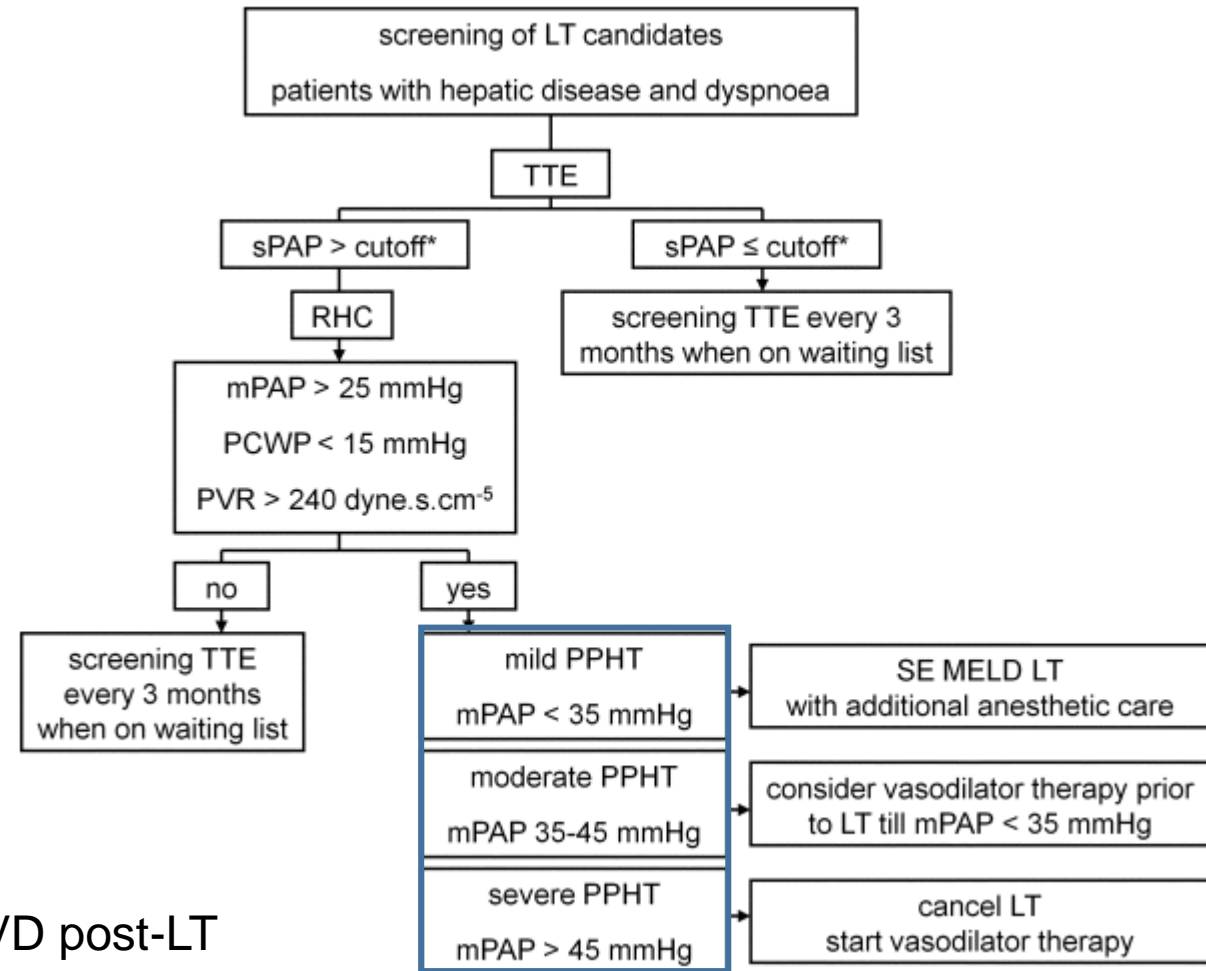 screening of LT candidates
patients with hepatic disease and dyspnoea
TTE
sPAP > cutoff*
sPAP ≤ cutoff*
RHC
screening TTE every 3
months when on waiting list
mPAP > 25 mmHg
PCWP < 15 mmHg
PVR > 240 dyne.s.cm⁻⁵
no
yes
screening TTE
every 3 months
when on waiting list
mild PPHT
mPAP < 35 mmHg
SE MELD LT
with additional anesthetic care
moderate PPHT
mPAP 35-45 mmHg
consider vasodilator therapy prior
to LT till mPAP < 35 mmHg
severe PPHT
mPAP > 45 mmHg
cancel LT
start vasodilator therapy
post-LT